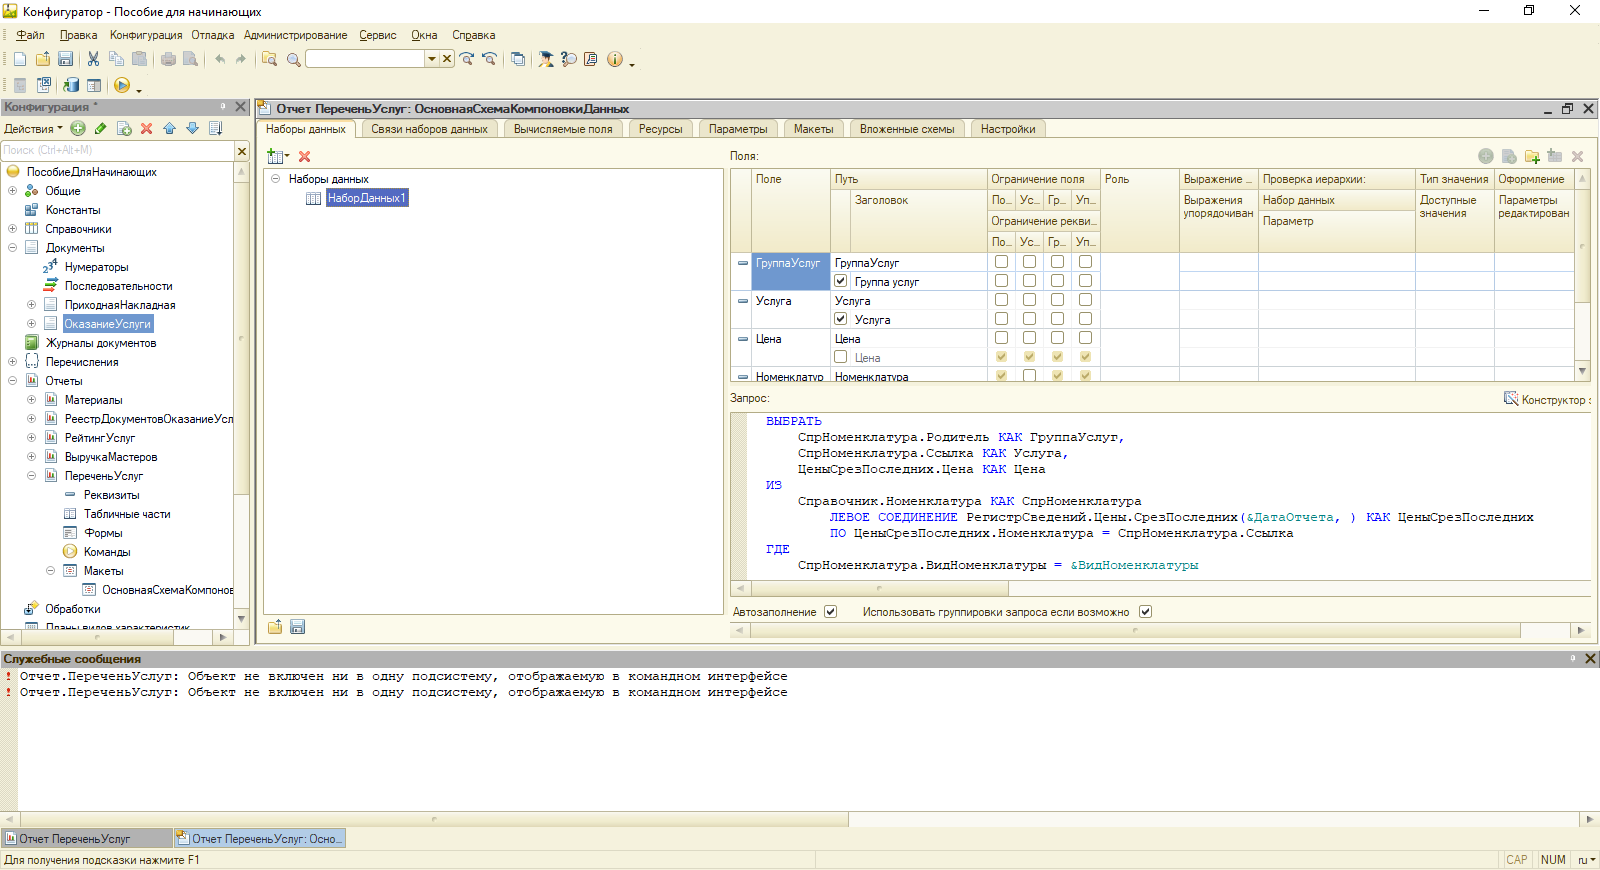 Конфигуратор - Пособие для начинающих
Файл Правка Конфигурация Отладка Администрирование Сервис Окна Справка
Конфигурация *
Действия
Поиск (Ctrl+Alt+M)
ПособиеДляНачинающих
Общие
Константы
Справочники
Документы
Нумераторы
Последовательности
ПриходнаяНакладная
ОказаниеУслуги
Журналы документов
Перечисления
Отчеты
Материалы
РеестрДокументовОказаниеУсл
РейтингУслуг
ВыручкаМастеров
ПереченьУслуг
Реквизиты
Табличные части
Формы
Команды
Макеты
ОсновнаяСхемаКомпонов
Обработки
Планы видов характеристик
Отчет ПереченьУслуг: ОсновнаяСхемаКомпоновкиДанных
Наборы данных Связи наборов данных Вычисляемые поля Ресурсы Параметры Макеты Вложенные схемы Настройки
Наборы данных
НаборДанных1
Поля:
Поле Путь Ограничение поля Роль Выражение ... Проверка иерархии: Тип значения Оформление
Заголовок По... Ус... Гр... Уп... Выражения упорядочиван Набор данных Доступные значения Параметры редактирован
Ограничение рекви... Параметр
По... Ус... Гр... Уп...
ГруппаУслуг ГруппаУслуг
Группа услуг
Услуга Услуга
Услуга
Цена Цена
Цена
Номенклатур Номенклатура
Запрос: Конструктор з
ВЫБРАТЬ
СпрНоменклатура.Родитель КАК ГруппаУслуг,
СпрНоменклатура.Ссылка КАК Услуга,
ЦеныСрезПоследних.Цена КАК Цена
ИЗ
Справочник.Номенклатура КАК СпрНоменклатура
ЛЕВОЕ СОЕДИНЕНИЕ РегистрСведений.Цены.СрезПоследних(&ДатаОтчета, ) КАК ЦеныСрезПоследних
ПО ЦеныСрезПоследних.Номенклатура = СпрНоменклатура.Ссылка
ГДЕ
СпрНоменклатура.ВидНоменклатуры = &ВидНоменклатуры
Автозаполнение Использовать группировки запроса если возможно
Служебные сообщения
Отчет.ПереченьУслуг: Объект не включен ни в одну подсистему, отображаемую в командном интерфейсе
Отчет.ПереченьУслуг: Объект не включен ни в одну подсистему, отображаемую в командном интерфейсе
Отчет ПереченьУслуг Отчет ПереченьУслуг: Осно...
Для получения подсказки нажмите F1 CAP NUM ru